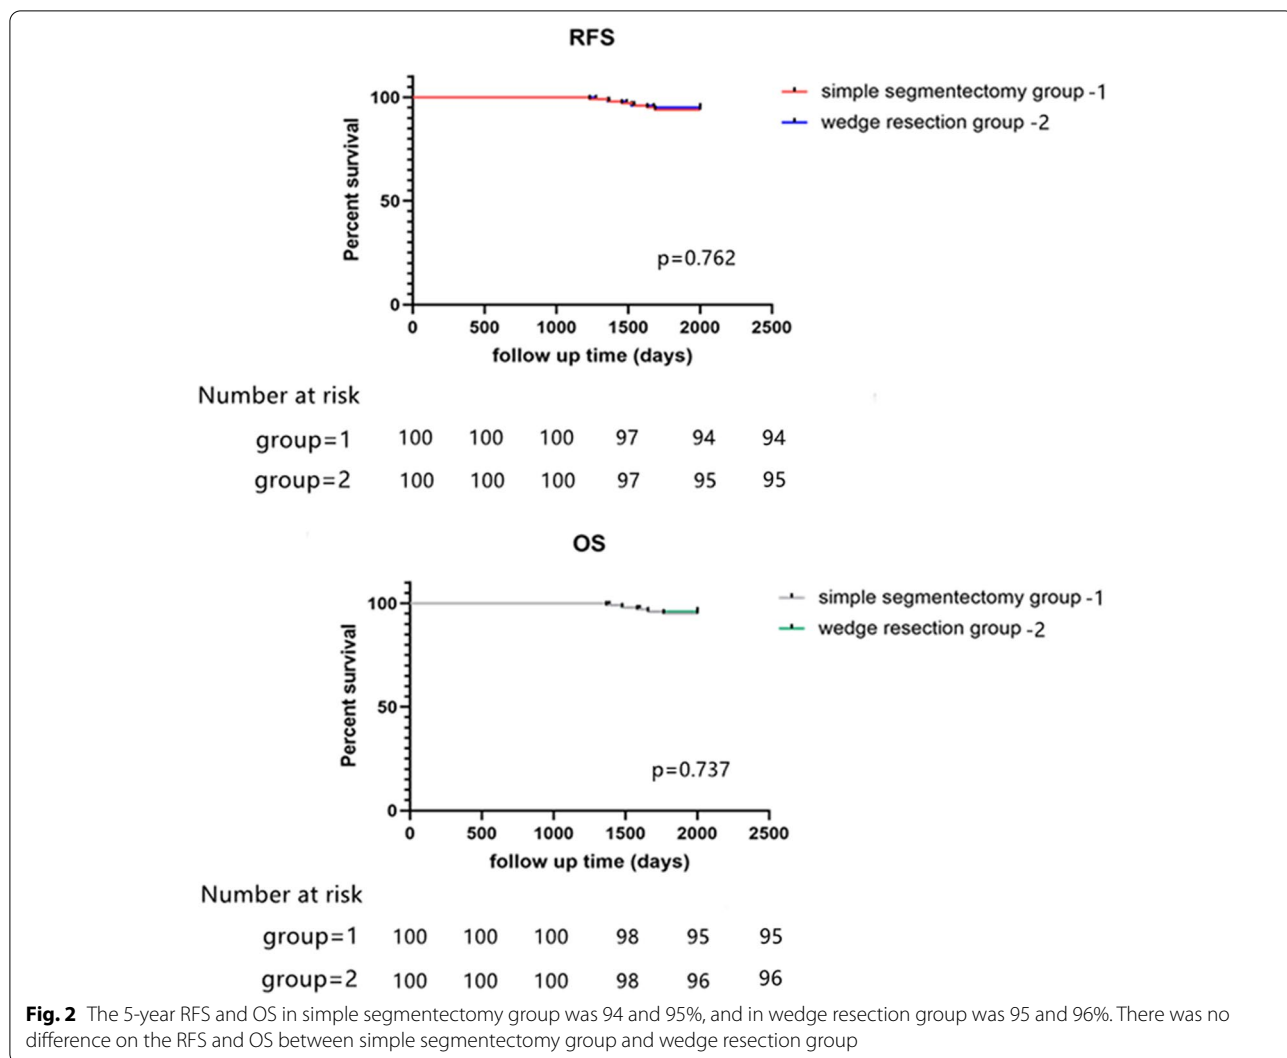 RFS
simple segmentectomy group -1
wedge resection group -2
Percent survival
100
50
0
p=0.762
0 500 1000 1500 2000 2500
follow up time (days)
Number at risk
group=1 100 100 100 97 94 94
group=2 100 100 100 97 95 95
OS
simple segmentectomy group -1
wedge resection group -2
Percent survival
100
50
0
p=0.737
0 500 1000 1500 2000 2500
follow up time (days)
Number at risk
group=1 100 100 100 98 95 95
group=2 100 100 100 98 96 96
Fig. 2 The 5-year RFS and OS in simple segmentectomy group was 94 and 95%, and in wedge resection group was 95 and 96%. There was no
difference on the RFS and OS between simple segmentectomy group and wedge resection group